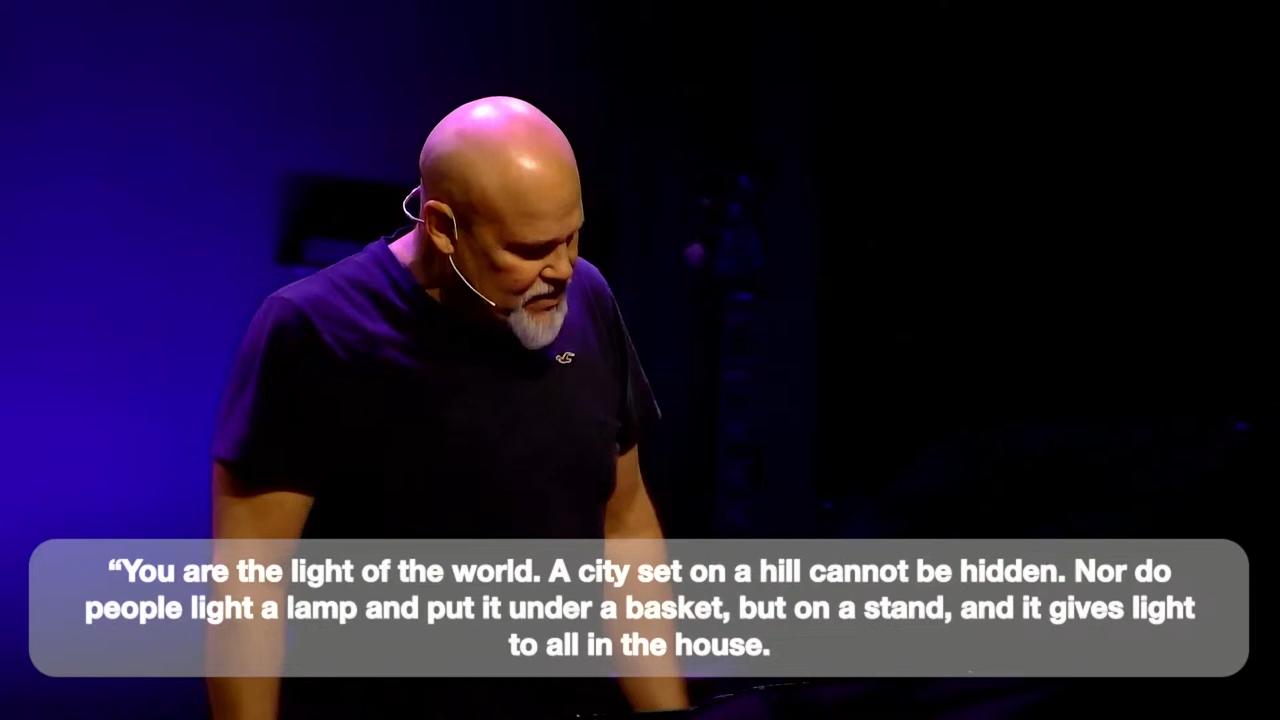 “You are the light of the world. A city set on a hill cannot be hidden. Nor do
people light a lamp and put it under a basket, but on a stand, and it gives light
to all in the house.